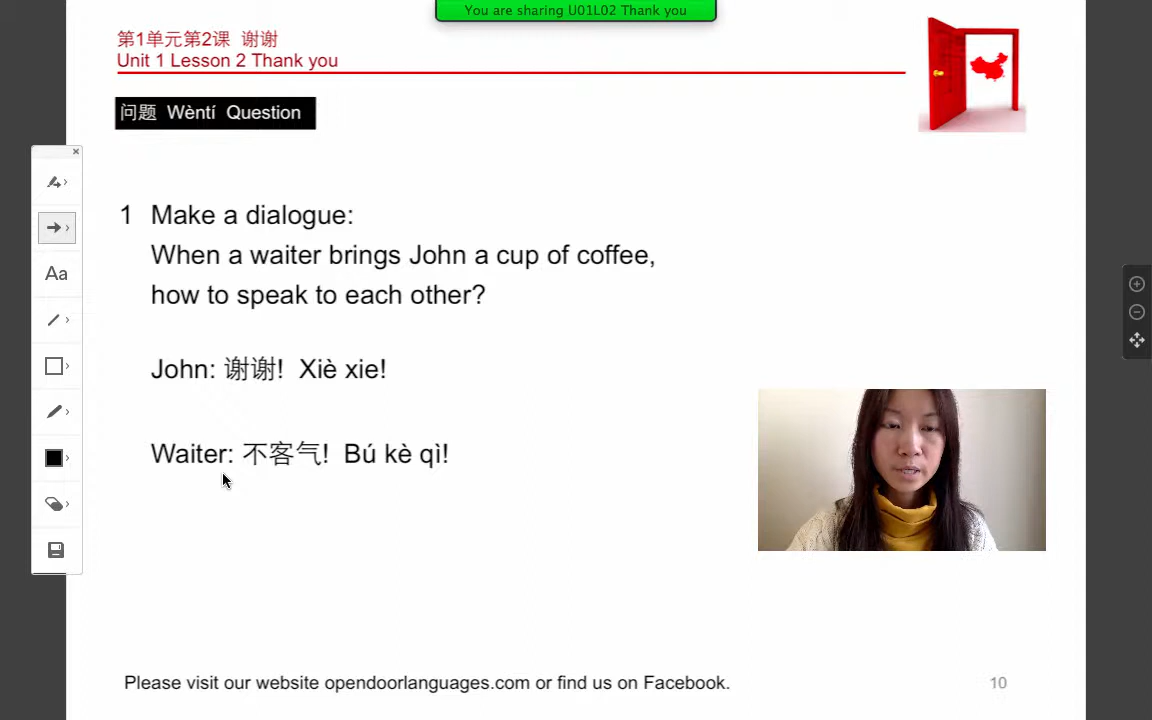 You are sharing U01L02 Thank you
第1单元第2课 谢谢
Unit 1 Lesson 2 Thank you
问题 Wèntí Question
1 Make a dialogue:
When a waiter brings John a cup of coffee,
how to speak to each other?
John: 谢谢! Xiè xie!
Waiter: 不客气! Bú kè qì!
Aa
Please visit our website opendoorlanguages.com or find us on Facebook.
10